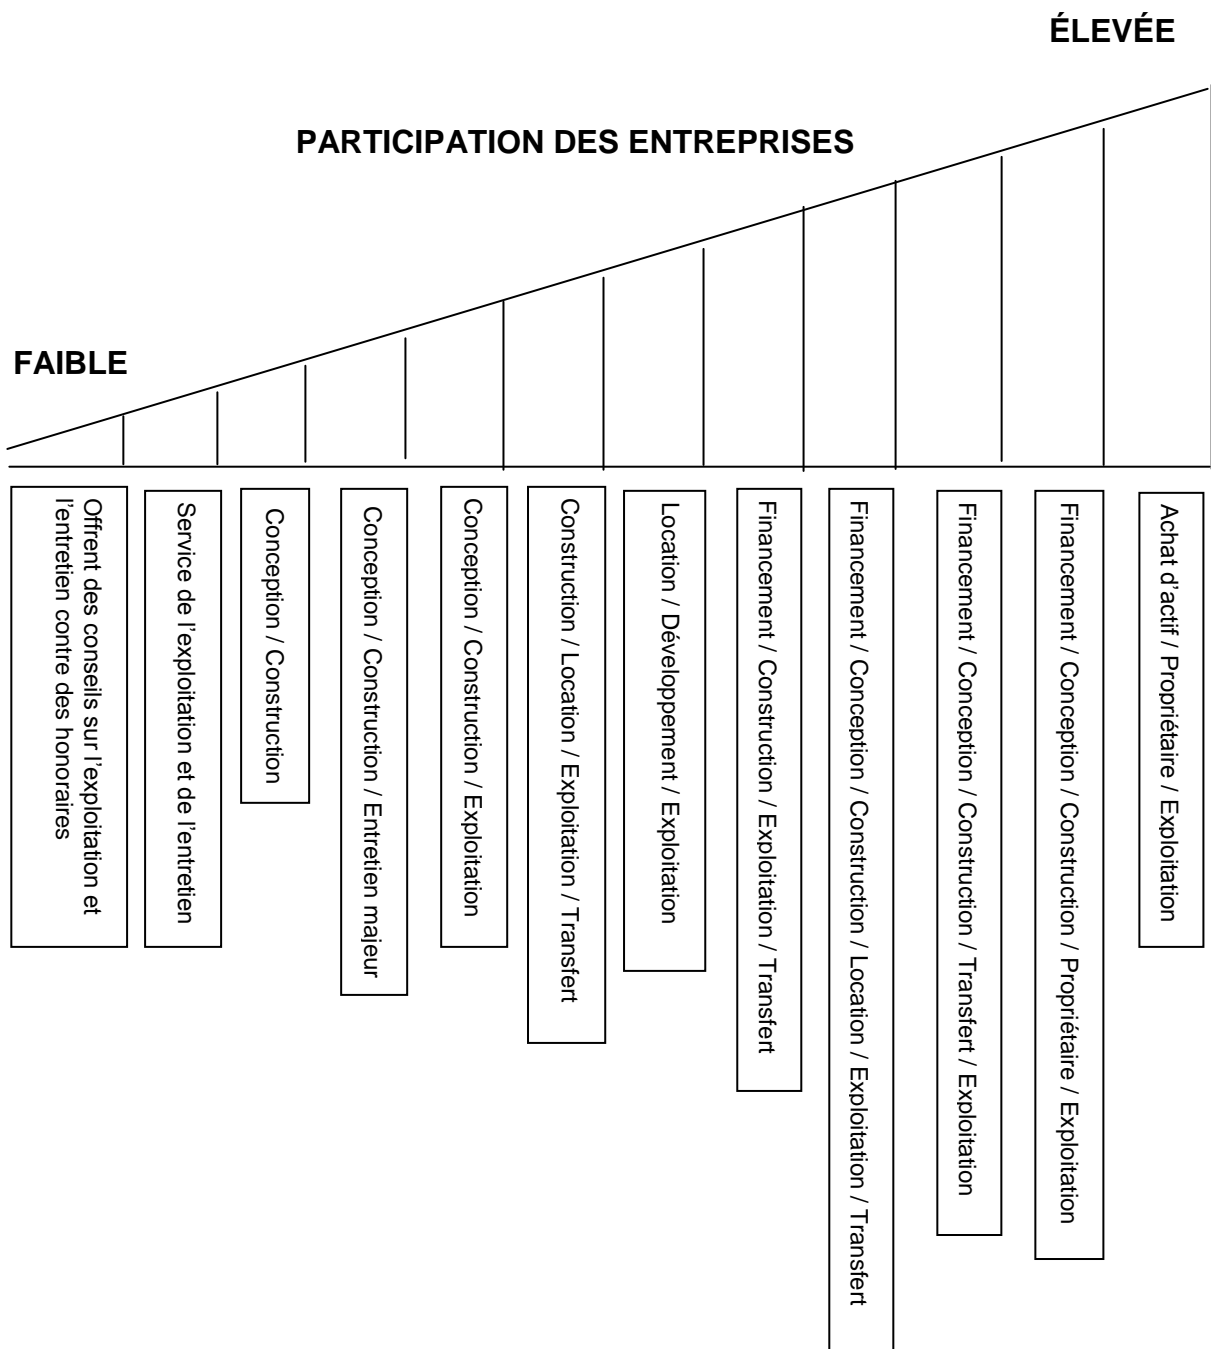 ÉLEVÉE
PARTICIPATION DES ENTREPRISES
FAIBLE
Offrent des conseils sur l'exploitation et
l'entretien contre des honoraires
Service de l'exploitation et de l'entretien
Conception / Construction
Conception / Construction / Entretien majeur
Conception / Construction / Exploitation
Construction / Location / Exploitation / Transfert
Location / Développement / Exploitation
Financement / Construction / Exploitation / Transfert
Financement / Conception / Construction / Location / Exploitation / Transfert
Financement / Conception / Construction / Transfert / Exploitation
Financement / Conception / Construction / Propriétaire / Exploitation
Achat d'actif / Propriétaire / Exploitation